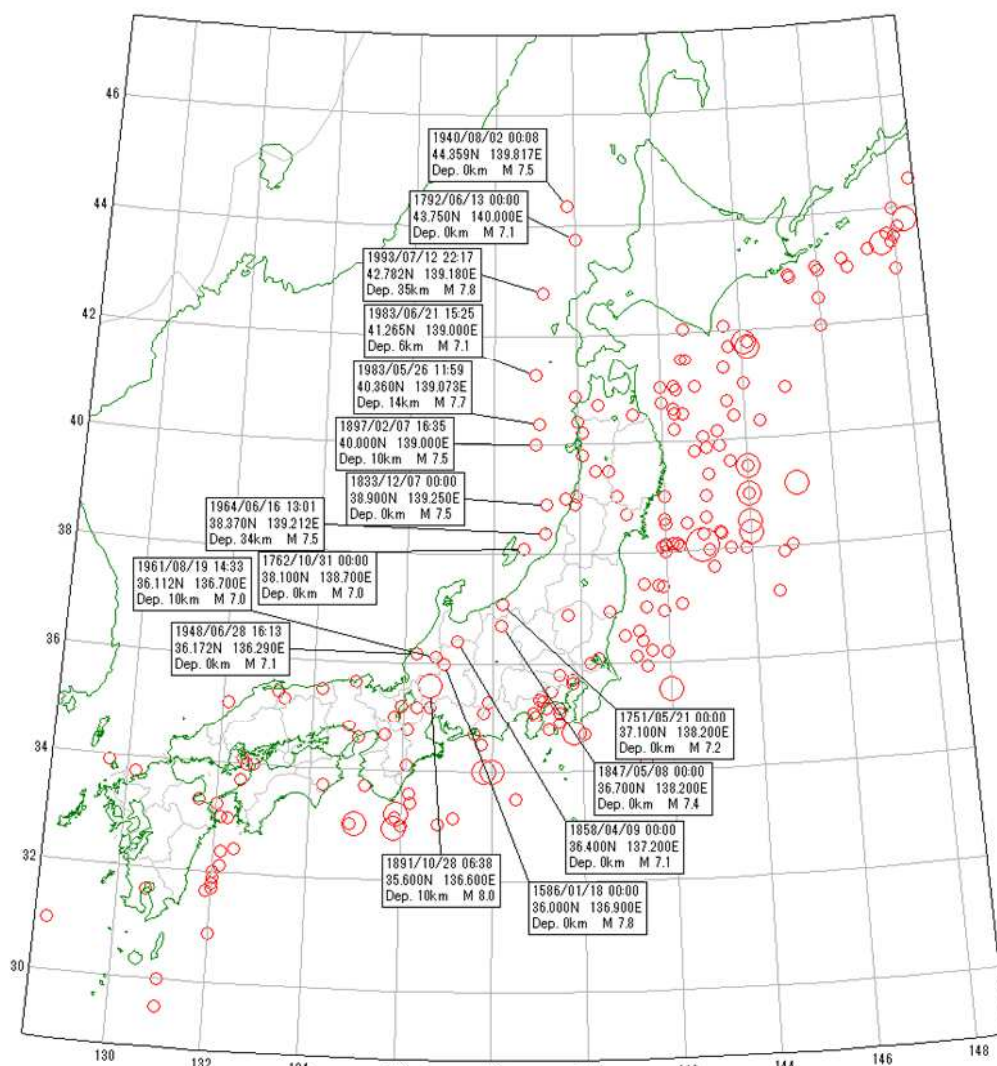 46
1940/08/02 00:08
44.359N 139.817E
Dep. 0km M 7.5
1792/06/13 00:00
43.750N 140.000E
Dep. 0km M 7.1
44
1993/07/12 22:17
42.782N 139.180E
Dep. 35km M 7.8
1983/06/21 15:25
41.265N 139.000E
Dep. 6km M 7.1
42
1983/05/26 11:59
40.360N 139.073E
Dep. 14km M 7.7
40
1897/02/07 16:35
40.000N 139.000E
Dep. 10km M 7.5
1833/12/07 00:00
38.900N 139.250E
Dep. 0km M 7.5
1964/06/16 13:01
38.370N 139.212E
Dep. 34km M 7.5
38
1762/10/31 00:00
38.100N 138.700E
Dep. 0km M 7.0
1961/08/19 14:33
36.112N 136.700E
Dep. 10km M 7.0
1948/06/28 16:13
36.172N 136.290E
Dep. 0km M 7.1
36
1751/05/21 00:00
37.100N 138.200E
Dep. 0km M 7.2
34
1847/05/08 00:00
36.700N 138.200E
Dep. 0km M 7.4
1858/04/09 00:00
36.400N 137.200E
Dep. 0km M 7.1
32
1891/10/28 06:38
35.600N 136.600E
Dep. 10km M 8.0
1586/01/18 00:00
36.000N 136.900E
Dep. 0km M 7.8
30
130 132 134 144 146 148